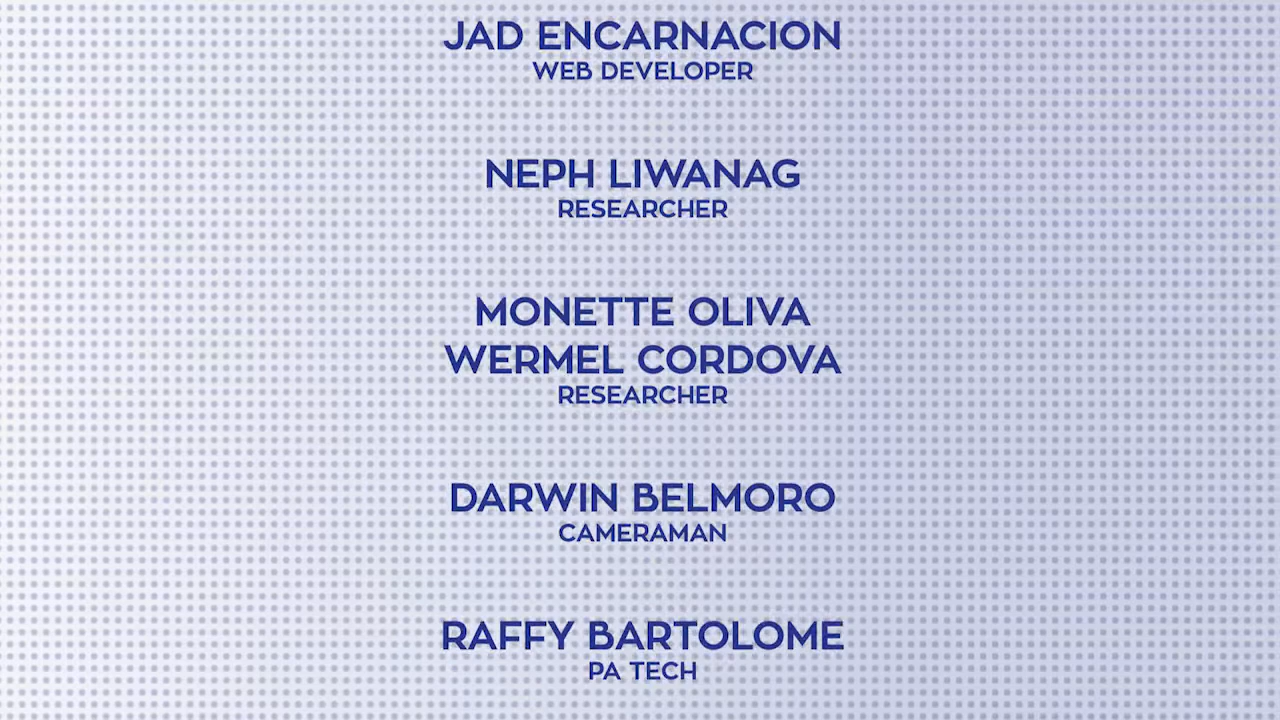 JAD ENCARNACION
WEB DEVELOPER
NEPH LIWANAG
RESEARCHER
MONETTE OLIVA
WERMEL CORDOVA
RESEARCHER
DARWIN BELMORO
CAMERAMAN
RAFFY BARTOLOME
PA TECH